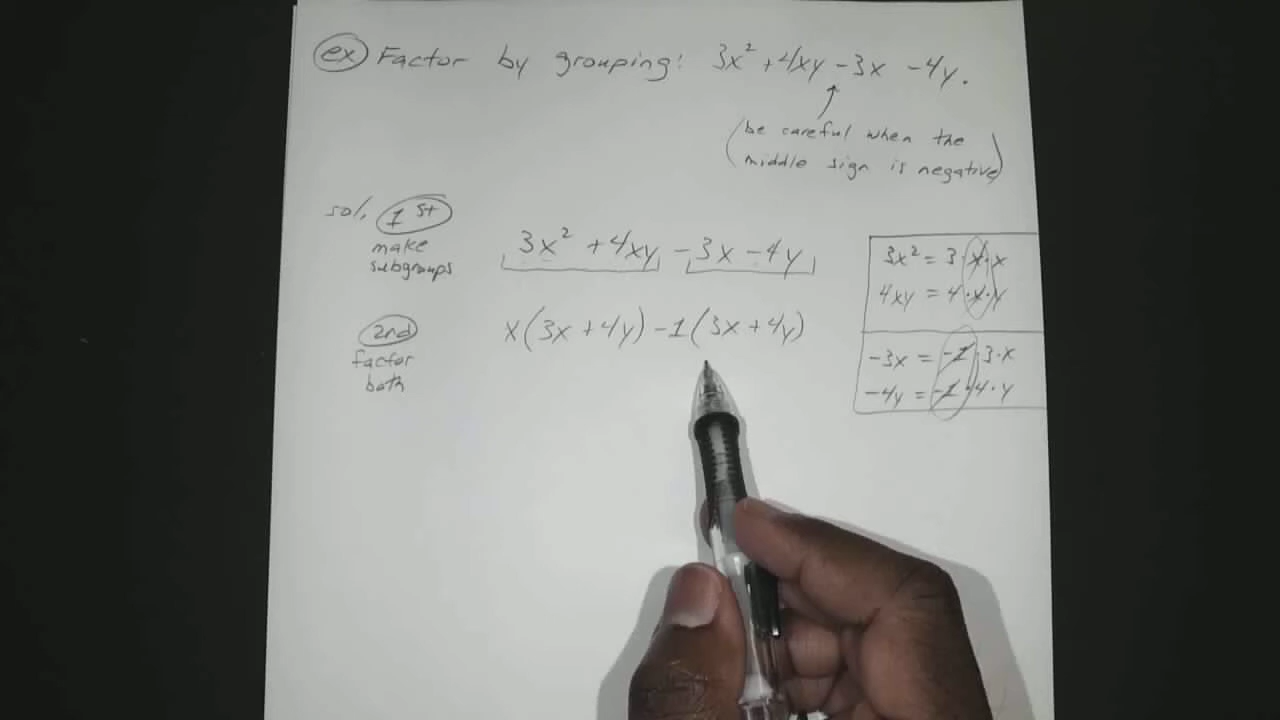 ex Factor by grouping: 3x² +4xy -3x -4y.
(be careful when the
middle sign is negative)
sol. 1st
make
subgroups
3x² +4xy -3x -4y
3x² = 3·x·x
4xy = 4·x·y
2nd
factor
both
x(3x +4y) -1(3x +4y)
-3x = -1·3·x
-4y = -1·4·y